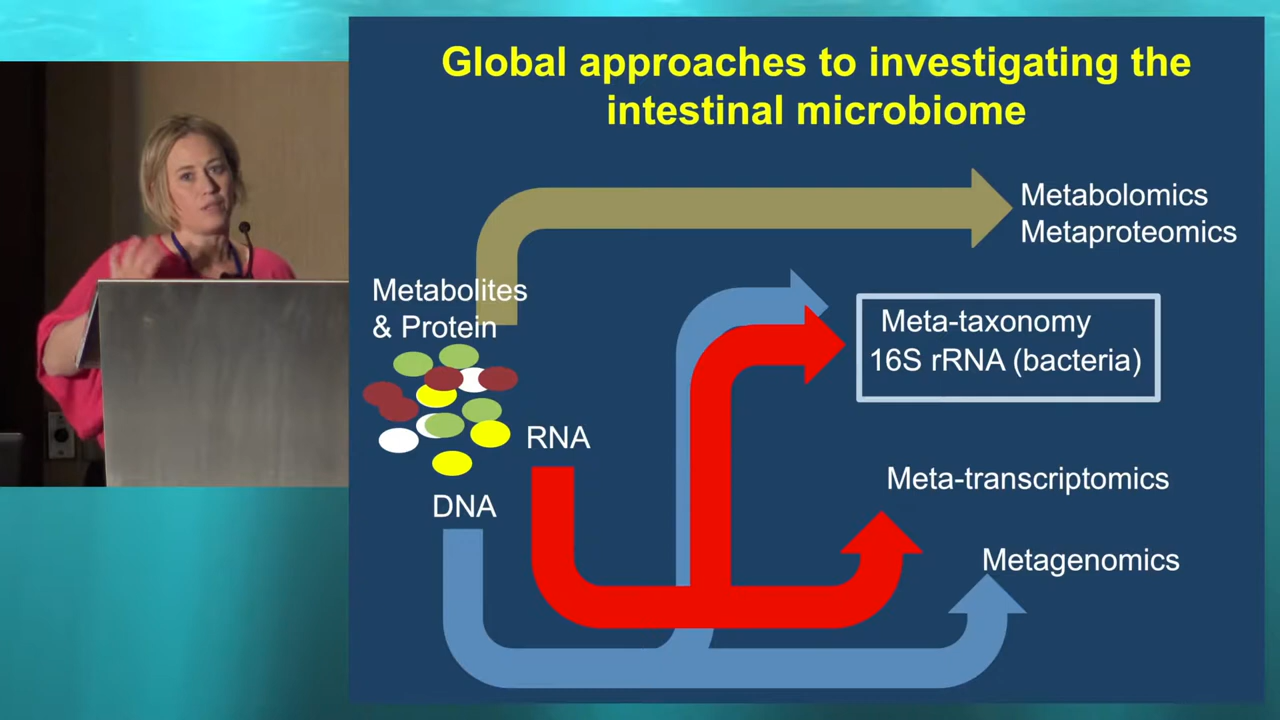 Global approaches to investigating the
intestinal microbiome
Metabolomics
Metaproteomics
Metabolites
& Protein
Meta-taxonomy
16S rRNA (bacteria)
RNA
Meta-transcriptomics
DNA
Metagenomics